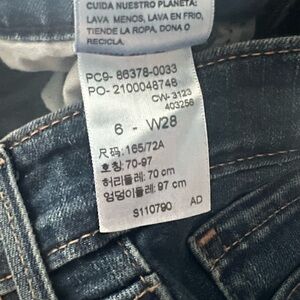 CUIDA NUESTRO PLANETA:
LAVA MENOS, LAVA EN FRIO,
TIENDE LA ROPA, DONA O
RECICLA.
PC9- 86378-0033
PO- 2100048748
CW- 3123
403256
6 - W28
尺码: 165/72A
호칭: 70-97
허리둘레: 70 cm
엉덩이둘레: 97 cm
S110790 AD